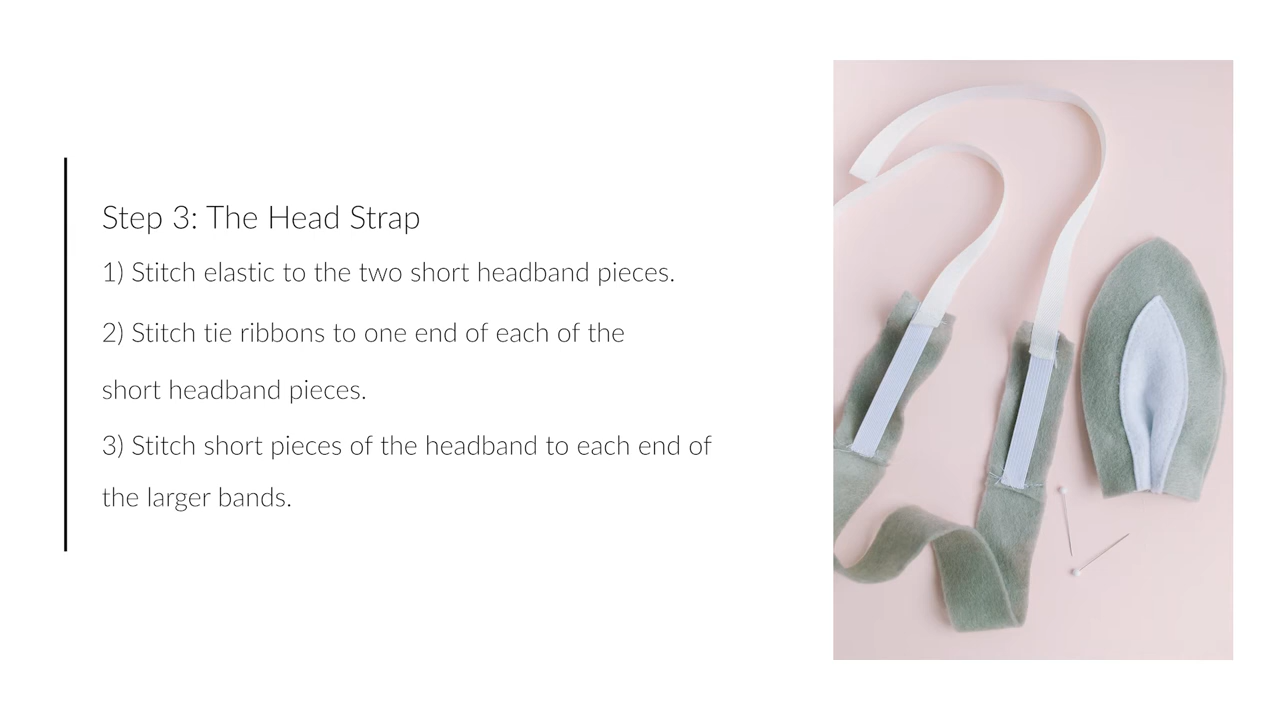 Step 3: The Head Strap
1) Stitch elastic to the two short headband pieces.
2) Stitch tie ribbons to one end of each of the
short headband pieces.
3) Stitch short pieces of the headband to each end of
the larger bands.